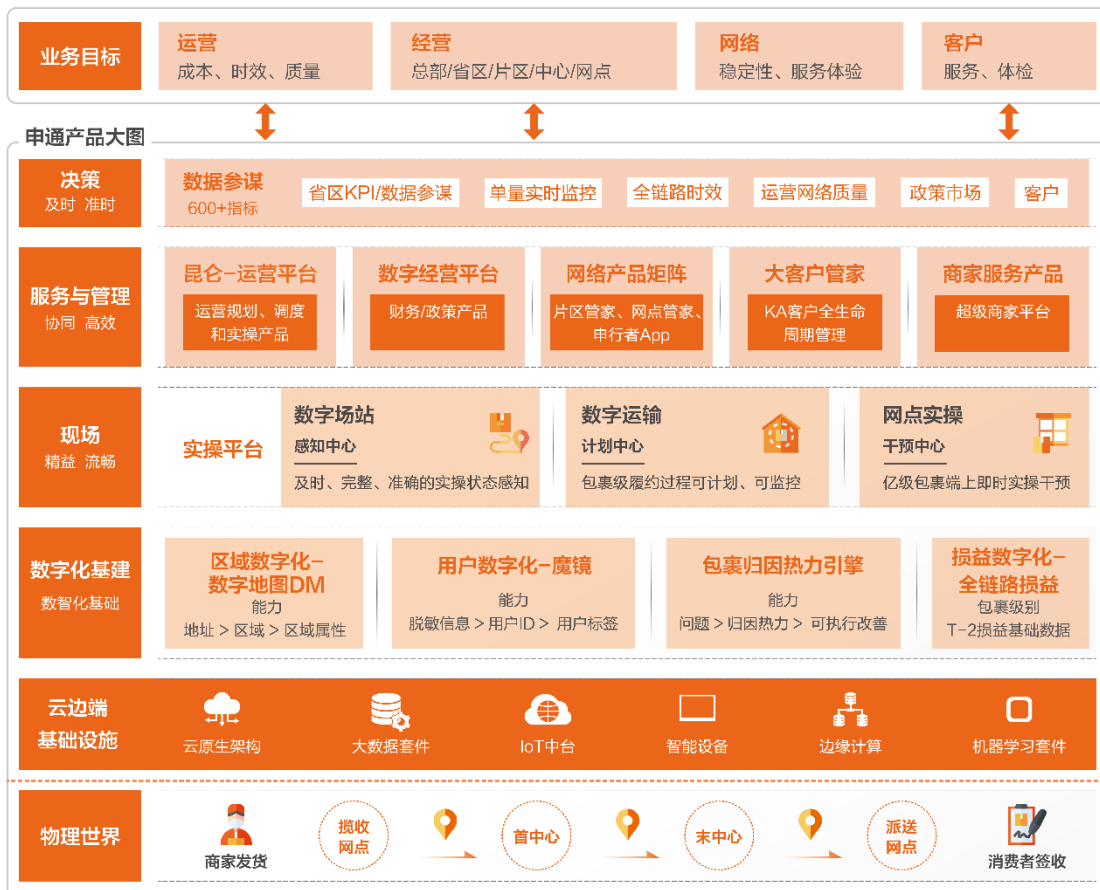 业务目标
运营
成本、时效、质量
经营
总部/省区/片区/中心/网点
网络
稳定性、服务体验
客户
服务、体检
申通产品大图
决策
及时 准时
数据参谋
600+指标
省区KPI/数据参谋
单量实时监控
全链路时效
运营网络质量
政策市场
客户
服务与管理
协同 高效
昆仑-运营平台
运营规划、调度
和实操产品
数字经营平台
财务/政策产品
网络产品矩阵
片区管家、网点管家、
申行者App
大客户管家
KA客户全生命
周期管理
商家服务产品
超级商家平台
现场
精益 流畅
实操平台
数字场站
感知中心
及时、完整、准确的实操状态感知
数字运输
计划中心
包裹级履约过程可计划、可监控
网点实操
干预中心
亿级包裹端上即时实操干预
数字化基建
数智化基础
区域数字化-
数字地图DM
能力
地址 > 区域 > 区域属性
用户数字化-魔镜
能力
脱敏信息 > 用户ID > 用户标签
包裹归因热力引擎
能力
问题 > 归因热力 > 可执行改善
损益数字化-
全链路损益
包裹级别
T-2损益基础数据
云边端
基础设施
云原生架构
大数据套件
IoT中台
智能设备
边缘计算
机器学习套件
物理世界
商家发货
揽收
网点
首中心
末中心
派送
网点
消费者签收